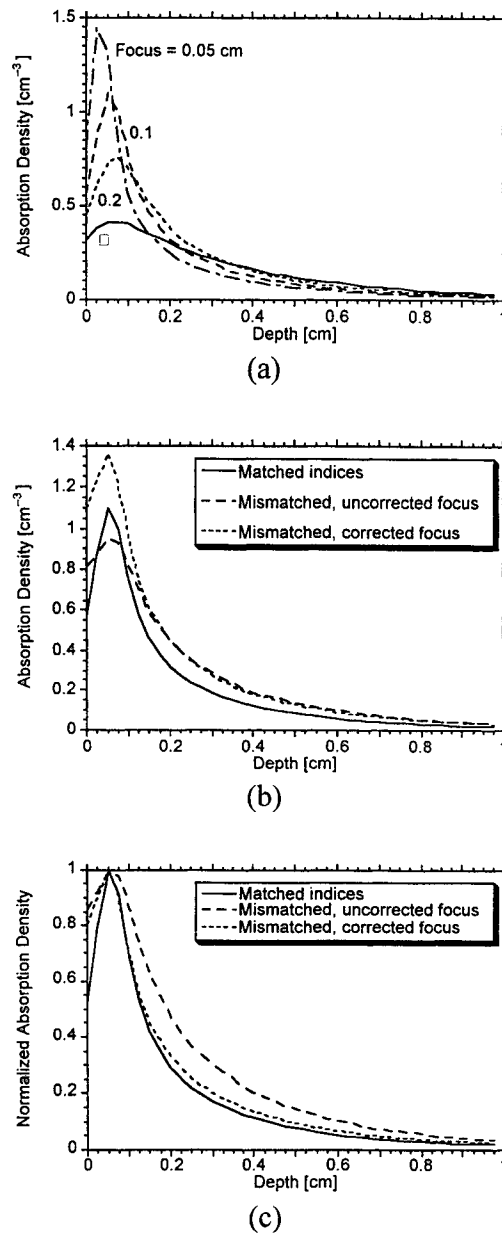 1.5
1
0.5
0
Absorption Density [cm⁻³]
Focus = 0.05 cm
0.1
0.2
0 0.2 0.4 0.6 0.8 1
Depth [cm]
(a)
1.4
1.2
1
0.8
0.6
0.4
0.2
0
Absorption Density [cm⁻³]
Matched indices
Mismatched, uncorrected focus
Mismatched, corrected focus
0 0.2 0.4 0.6 0.8 1
Depth [cm]
(b)
1
0.8
0.6
0.4
0.2
0
Normalized Absorption Density
Matched indices
Mismatched, uncorrected focus
Mismatched, corrected focus
0 0.2 0.4 0.6 0.8 1
Depth [cm]
(c)